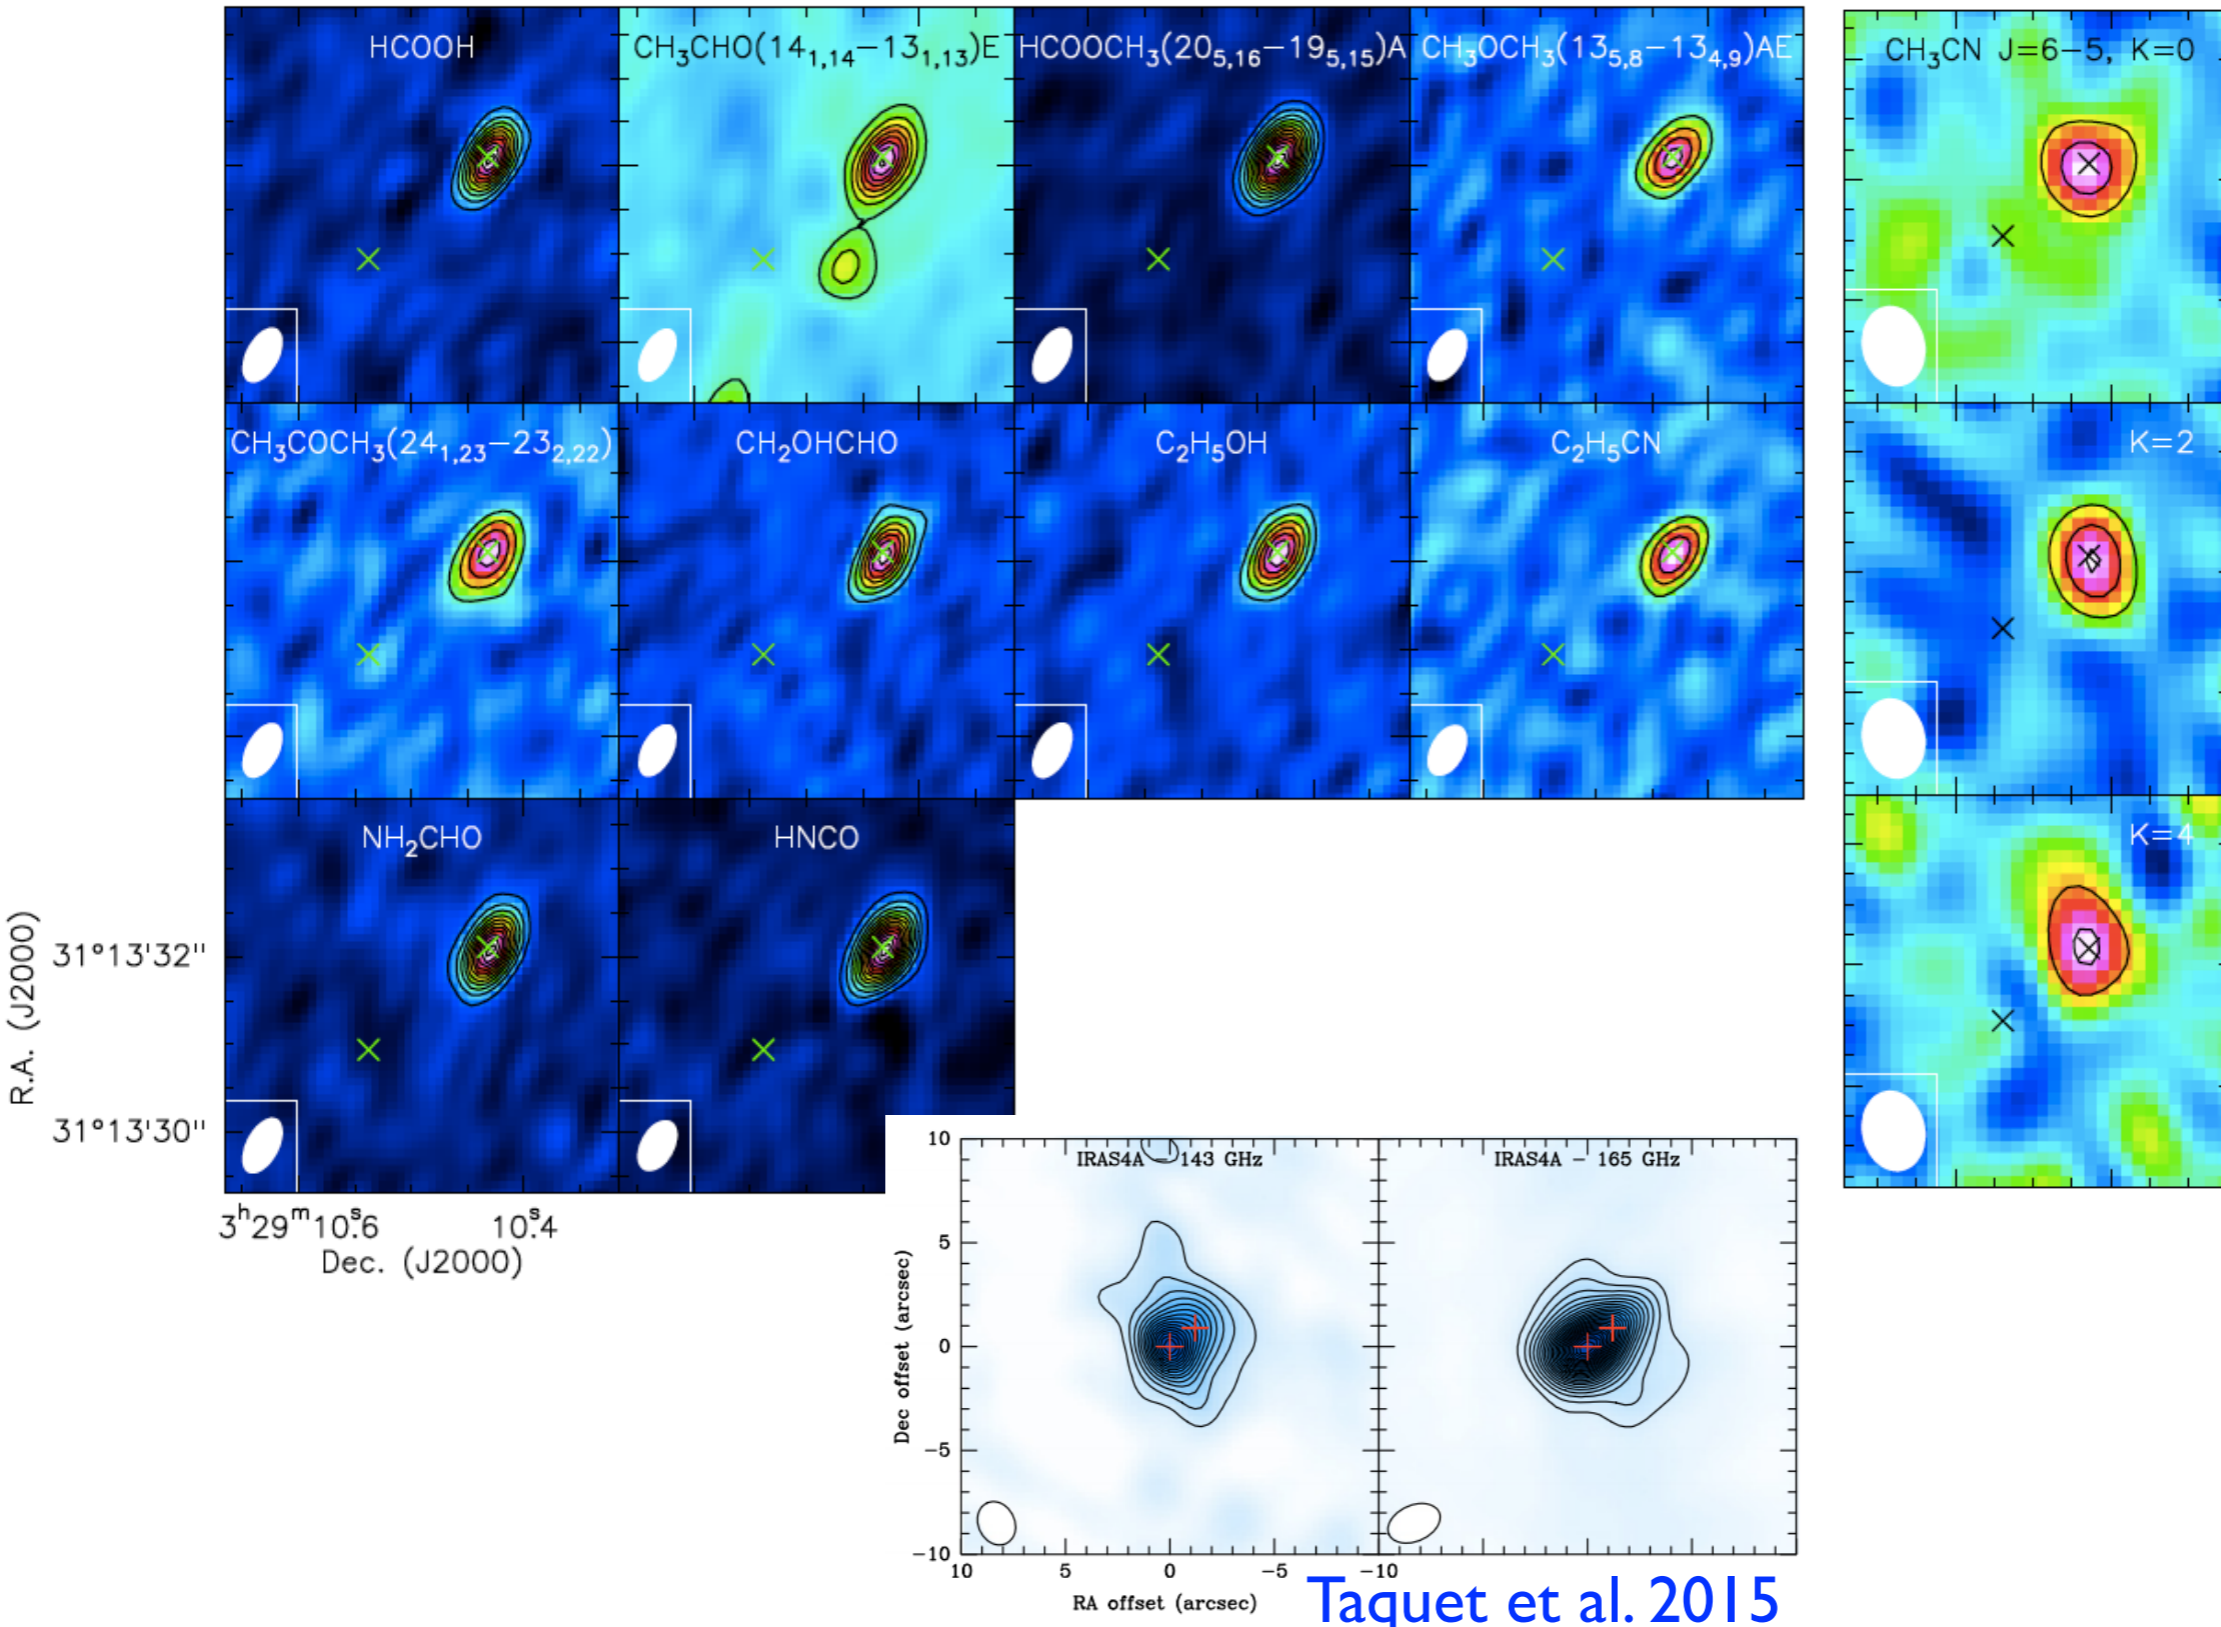 HCOOH
CH₃CHO(14₁,₁₄−13₁,₁₃)E
HCOOCH₃(20₅,₁₆−19₅,₁₅)A
CH₃OCH₃(13₅,₈−13₄,₉)AE
CH₃CN J=6−5, K=0
CH₃COCH₃(24₁,₂₃−23₂,₂₂)
CH₂OHCHO
C₂H₅OH
C₂H₅CN
K=2
NH₂CHO
HNCO
K=4
R.A. (J2000)
31°13'32"
31°13'30"
3ʰ29ᵐ10ˢ.6
10ˢ.4
Dec. (J2000)
IRAS4A − 143 GHz
IRAS4A − 165 GHz
Dec offset (arcsec)
10
5
0
−5
−10
10
5
0
−5
−10
RA offset (arcsec)
Taquet et al. 2015